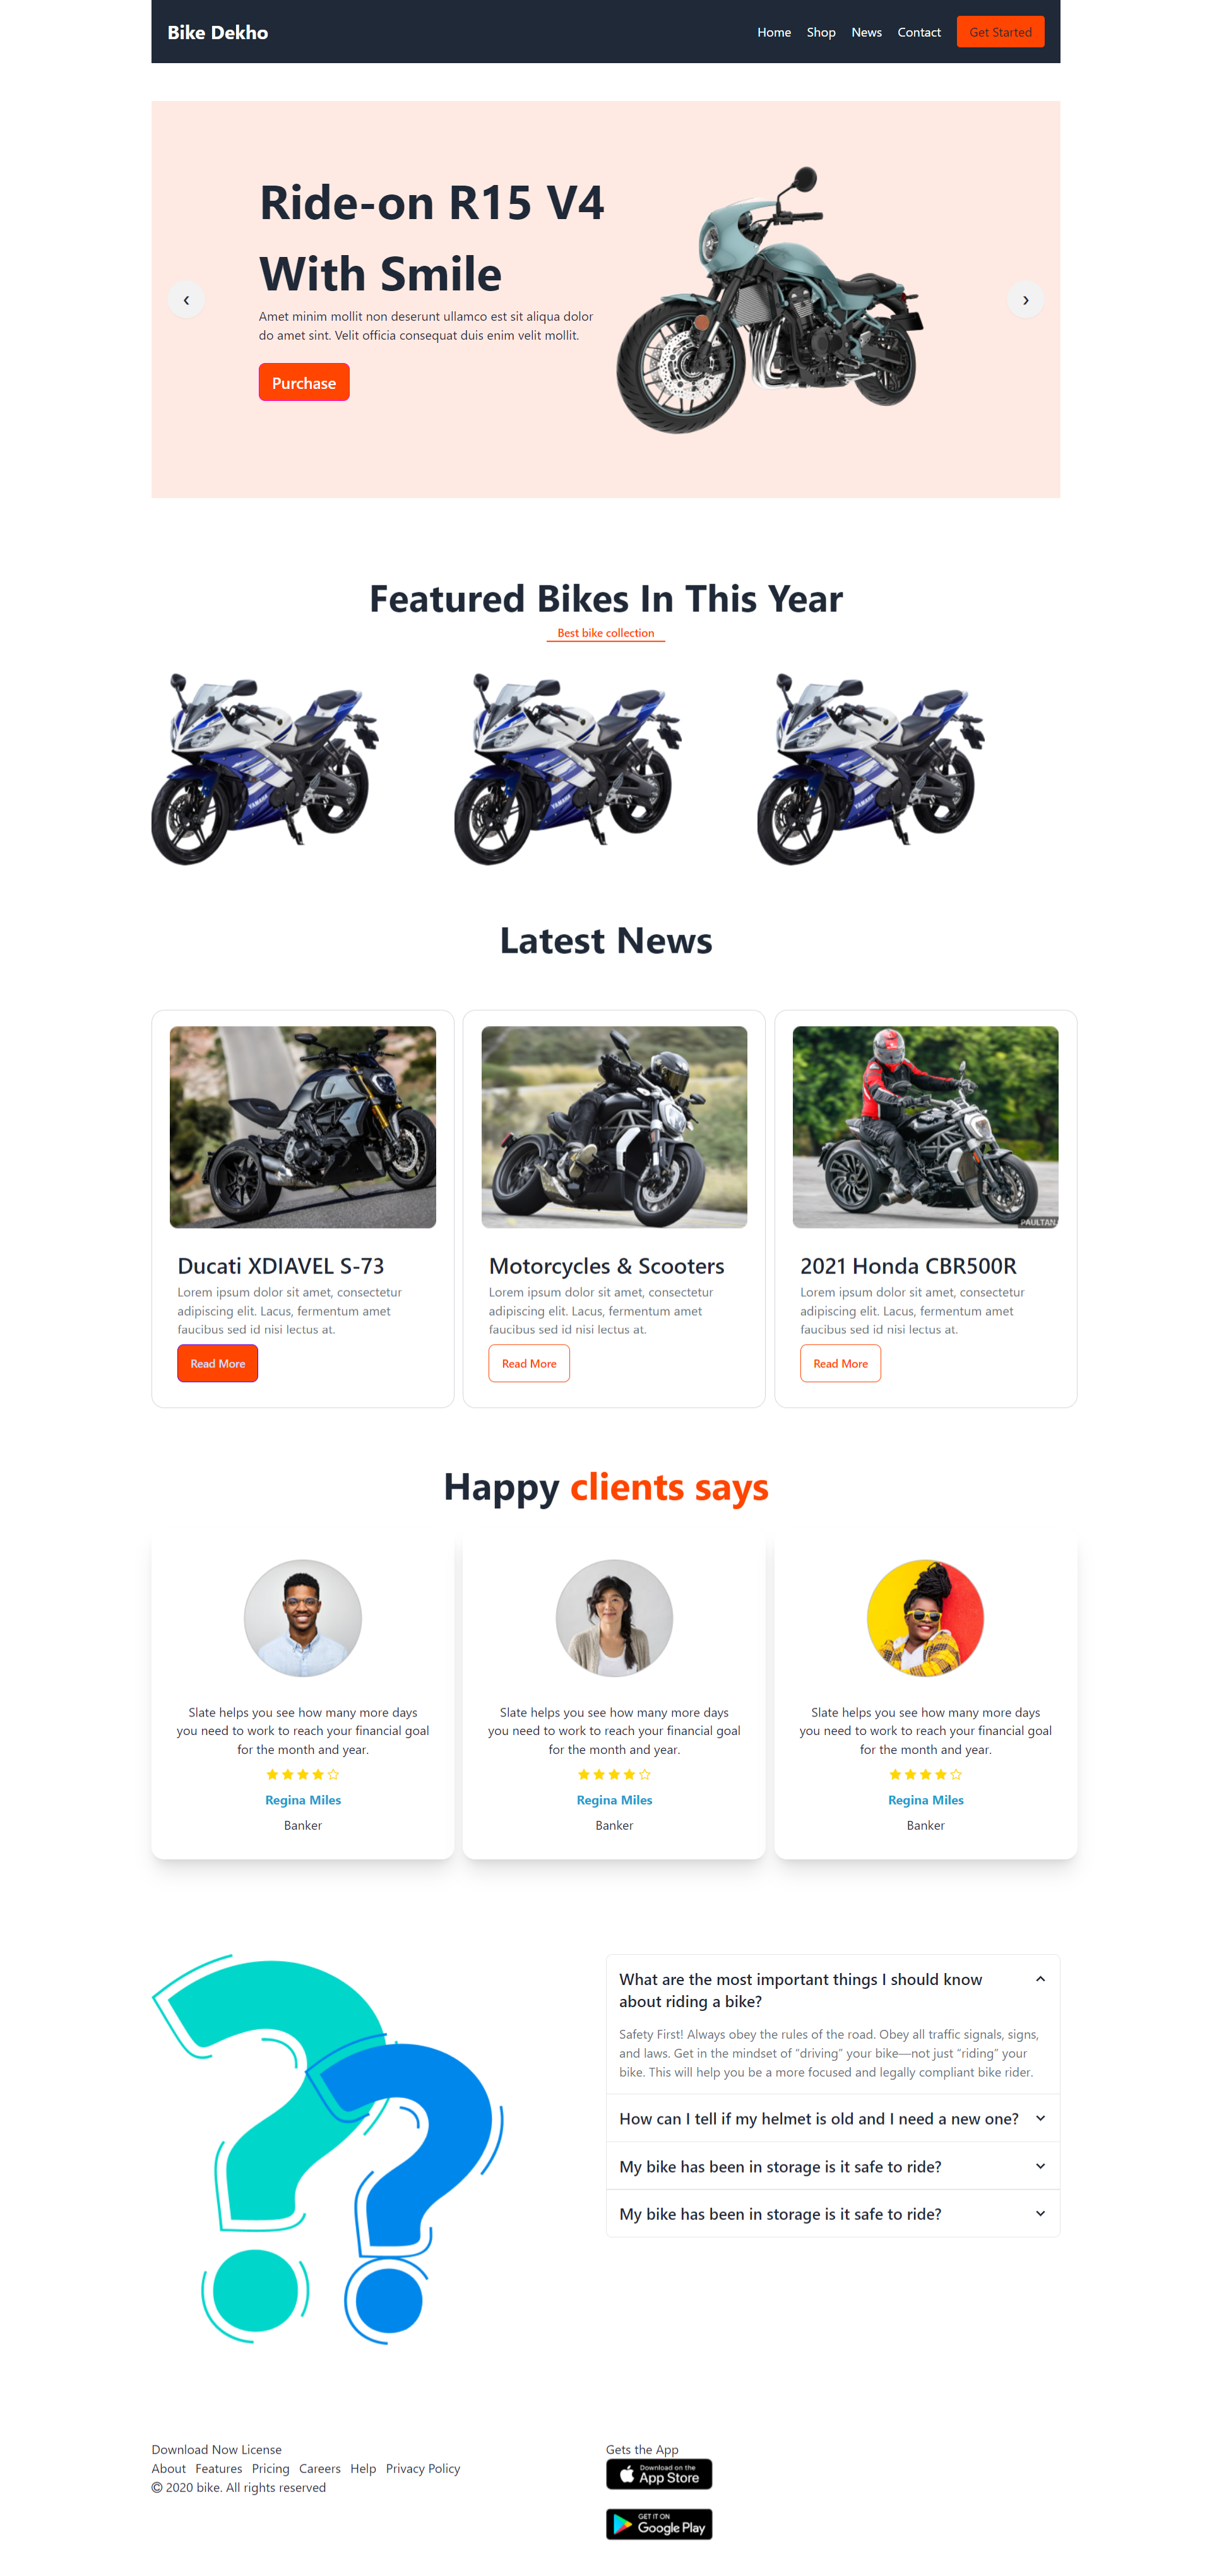 Bike Dekho
Home Shop News Contact Get Started
Ride-on R15 V4
With Smile
Amet minim mollit non deserunt ullamco est sit aliqua dolor
do amet sint. Velit officia consequat duis enim velit mollit.
Purchase
Featured Bikes In This Year
Best bike collection
YAMAHA
YAMAHA
YAMAHA
Latest News
PAULTAN
Ducati XDIAVEL S-73
Lorem ipsum dolor sit amet, consectetur
adipiscing elit. Lacus, fermentum amet
faucibus sed id nisi lectus at.
Read More
Motorcycles & Scooters
Lorem ipsum dolor sit amet, consectetur
adipiscing elit. Lacus, fermentum amet
faucibus sed id nisi lectus at.
Read More
2021 Honda CBR500R
Lorem ipsum dolor sit amet, consectetur
adipiscing elit. Lacus, fermentum amet
faucibus sed id nisi lectus at.
Read More
Happy clients says
Slate helps you see how many more days
you need to work to reach your financial goal
for the month and year.
Regina Miles
Banker
Slate helps you see how many more days
you need to work to reach your financial goal
for the month and year.
Regina Miles
Banker
Slate helps you see how many more days
you need to work to reach your financial goal
for the month and year.
Regina Miles
Banker
What are the most important things I should know
about riding a bike?
Safety First! Always obey the rules of the road. Obey all traffic signals, signs,
and laws. Get in the mindset of “driving” your bike—not just “riding” your
bike. This will help you be a more focused and legally compliant bike rider.
How can I tell if my helmet is old and I need a new one?
My bike has been in storage is it safe to ride?
My bike has been in storage is it safe to ride?
Download Now License
About Features Pricing Careers Help Privacy Policy
© 2020 bike. All rights reserved
Gets the App
Download on the
App Store
GET IT ON
Google Play